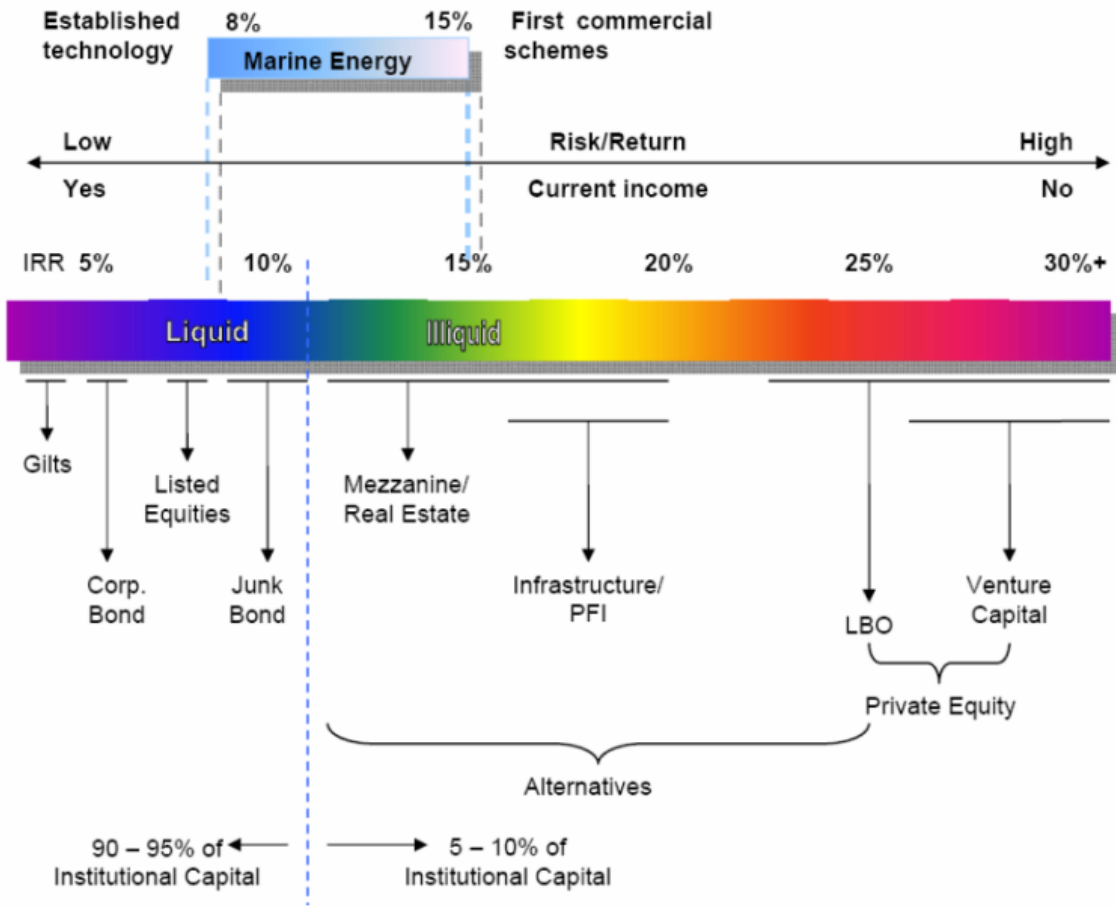 Established technology
8%
15%
First commercial schemes
Marine Energy
Low
Risk/Return
High
Yes
Current income
No
IRR 5%
10%
15%
20%
25%
30%+
Liquid
Illiquid
Gilts
Listed
Equities
Mezzanine/
Real Estate
Corp.
Bond
Junk
Bond
Infrastructure/
PFI
LBO
Venture
Capital
Private Equity
Alternatives
90 – 95% of
Institutional Capital
5 – 10% of
Institutional Capital